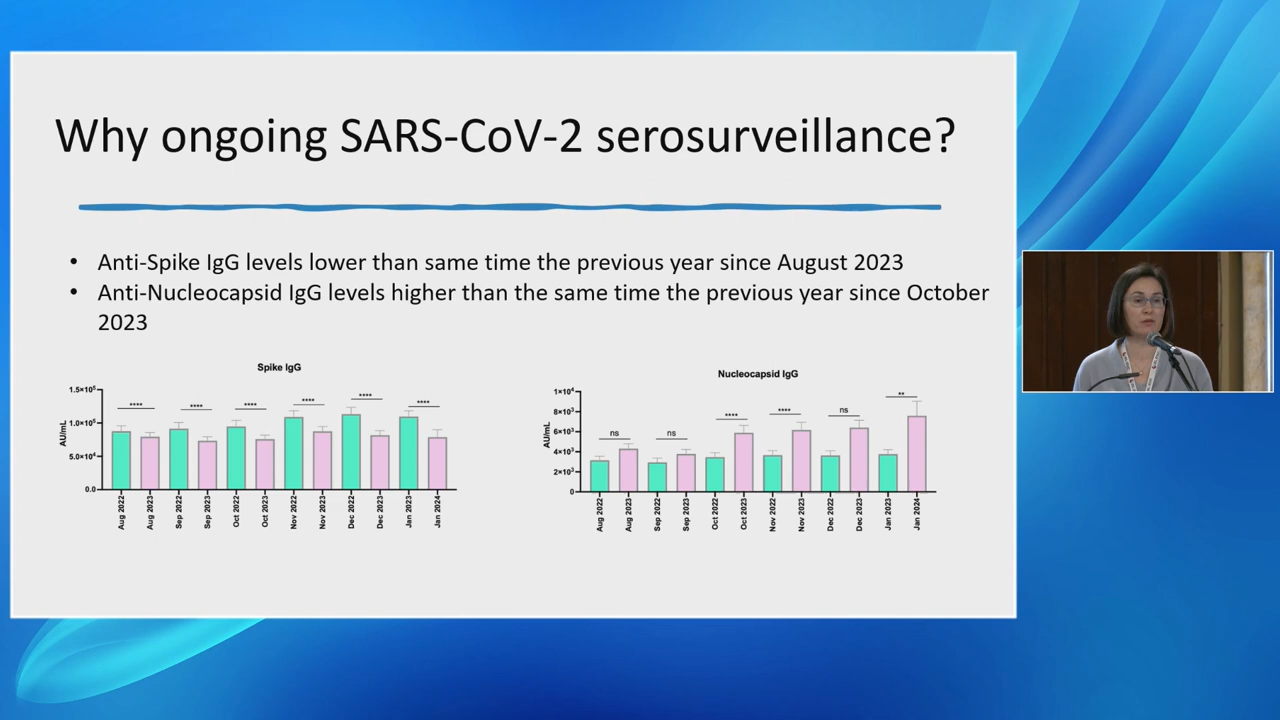 Why ongoing SARS-CoV-2 serosurveillance?
• Anti-Spike IgG levels lower than same time the previous year since August 2023
• Anti-Nucleocapsid IgG levels higher than the same time the previous year since October
2023
Spike IgG
AU/mL
1.5×10⁵
1.0×10⁵
5.0×10⁴
0.0
**** **** **** **** **** ****
Aug 2022 Aug 2023 Sep 2022 Sep 2023 Oct 2022 Oct 2023 Nov 2022 Nov 2023 Dec 2022 Dec 2023 Jan 2023 Jan 2024
Nucleocapsid IgG
AU/mL
1×10⁴
8×10³
6×10³
4×10³
2×10³
0
ns ns **** **** ns **
Aug 2022 Aug 2023 Sep 2022 Sep 2023 Oct 2022 Oct 2023 Nov 2022 Nov 2023 Dec 2022 Dec 2023 Jan 2023 Jan 2024